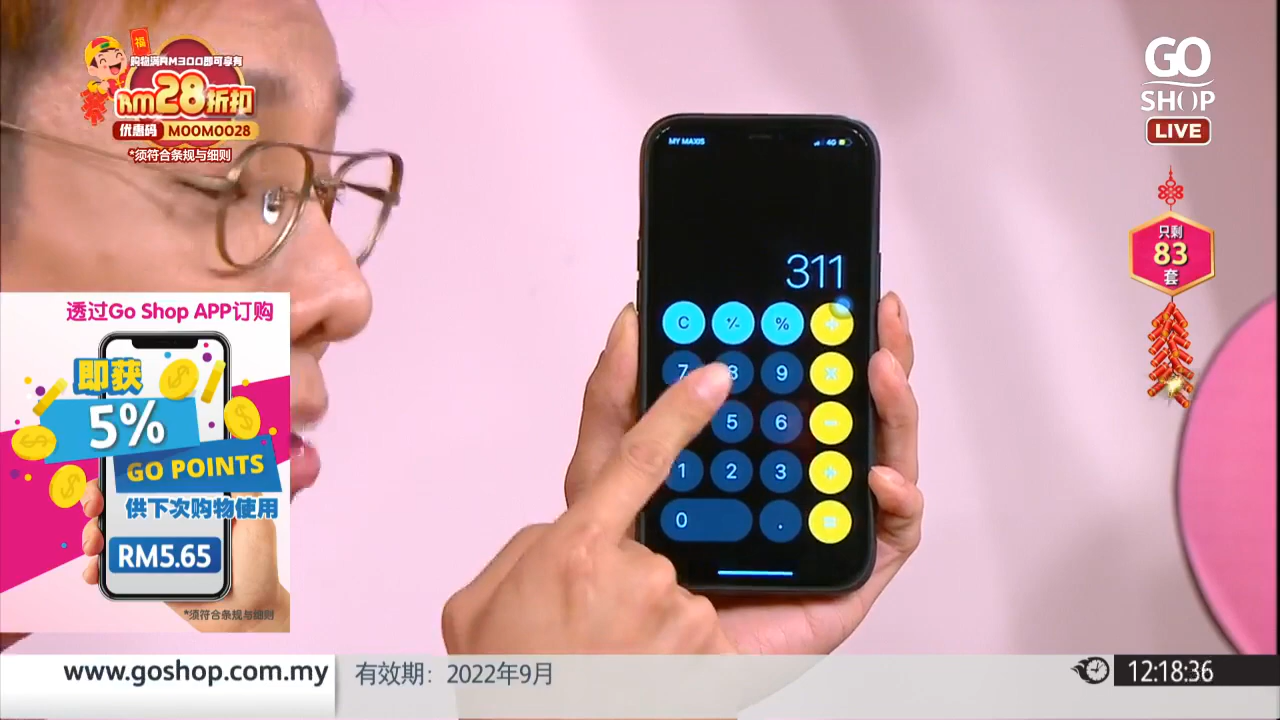 福
购物满RM300即可享有
RM28折扣
优惠码 MOOMOO28
*须符合条规与细则
GO
SHOP
LIVE
只剩
83
套
MY MAXIS
4G
311
C +/- %
7 8 9 ×
5 6 −
1 2 3 +
0 . =
透过Go Shop APP订购
即获
5%
GO POINTS
供下次购物使用
RM5.65
*须符合条规与细则
www.goshop.com.my
有效期：2022年9月
12:18:36